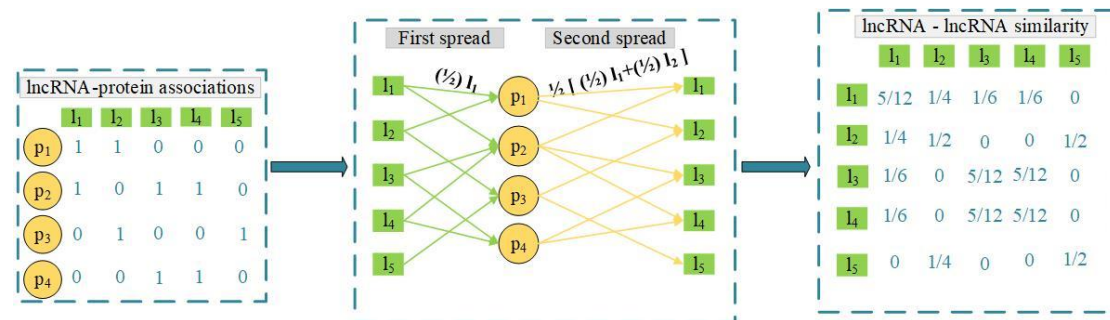 lncRNA-protein associations
l₁ l₂ l₃ l₄ l₅
p₁ 1 1 0 0 0
p₂ 1 0 1 1 0
p₃ 0 1 0 0 1
p₄ 0 0 1 1 0
First spread Second spread
(½) l₁ ½ [ (½) l₁+(½) l₂ ]
l₁ p₁ l₁
l₂ p₂ l₂
l₃ p₃ l₃
l₄ p₄ l₄
l₅ l₅
lncRNA - lncRNA similarity
l₁ l₂ l₃ l₄ l₅
l₁ 5/12 1/4 1/6 1/6 0
l₂ 1/4 1/2 0 0 1/2
l₃ 1/6 0 5/12 5/12 0
l₄ 1/6 0 5/12 5/12 0
l₅ 0 1/4 0 0 1/2